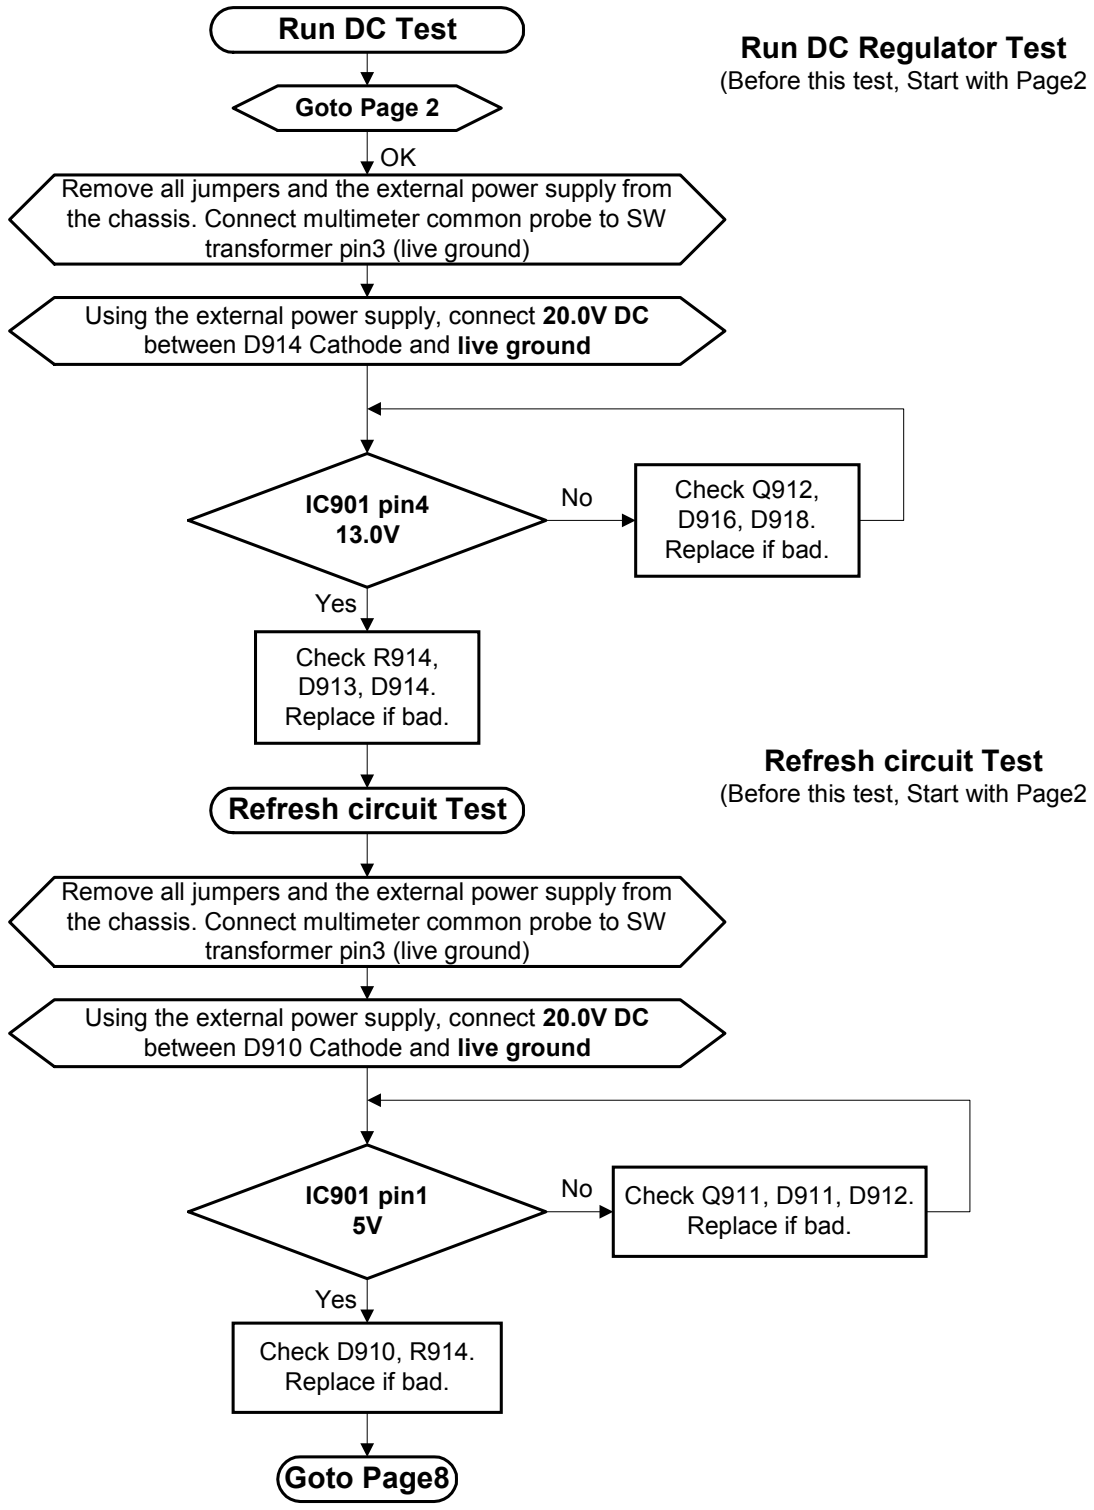 Run DC Test
Run DC Regulator Test
(Before this test, Start with Page2
Goto Page 2
OK
Remove all jumpers and the external power supply from
the chassis. Connect multimeter common probe to SW
transformer pin3 (live ground)
Using the external power supply, connect 20.0V DC
between D914 Cathode and live ground
IC901 pin4
13.0V
No
Check Q912,
D916, D918.
Replace if bad.
Yes
Check R914,
D913, D914.
Replace if bad.
Refresh circuit Test
(Before this test, Start with Page2
Refresh circuit Test
Remove all jumpers and the external power supply from
the chassis. Connect multimeter common probe to SW
transformer pin3 (live ground)
Using the external power supply, connect 20.0V DC
between D910 Cathode and live ground
IC901 pin1
5V
No
Check Q911, D911, D912.
Replace if bad.
Yes
Check D910, R914.
Replace if bad.
Goto Page8